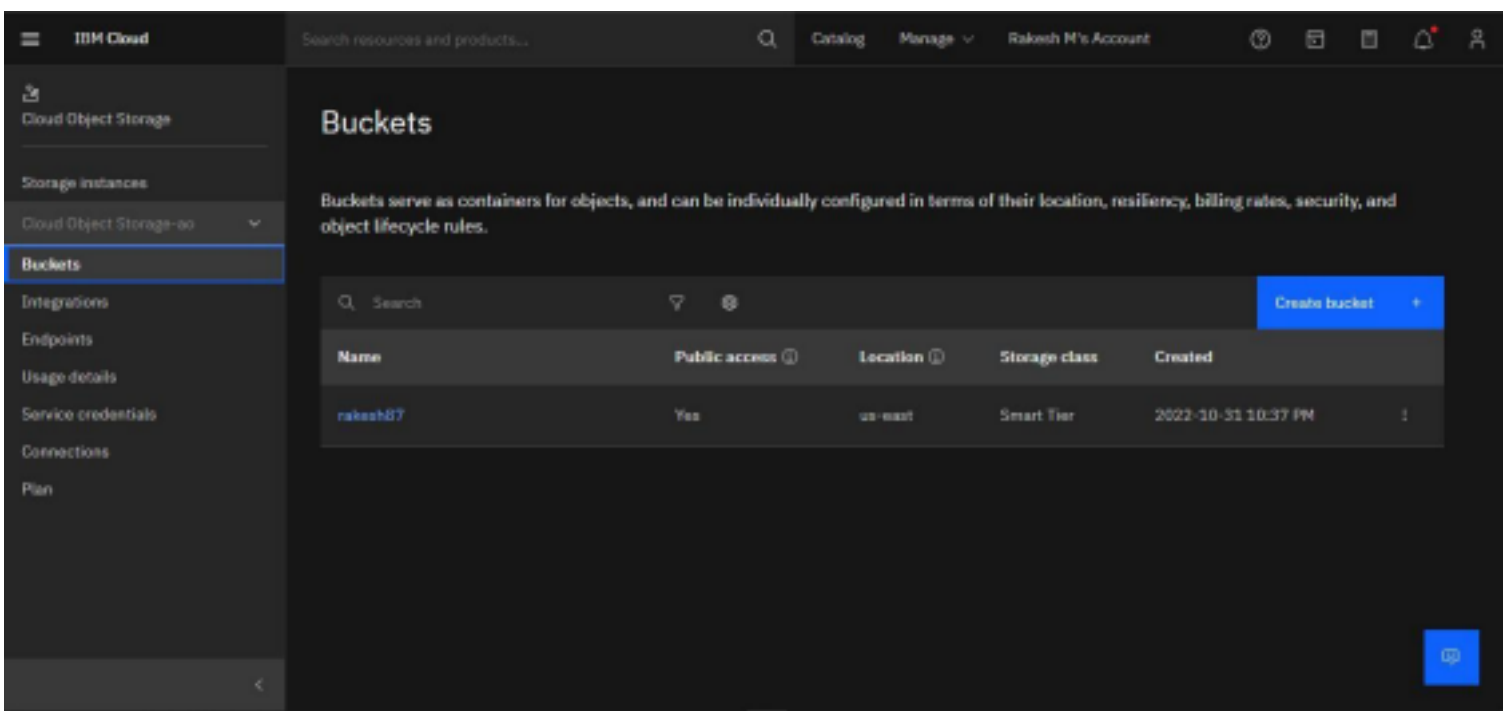 IBM Cloud
Search resources and products...
Catalog
Manage
Rakesh M's Account
Cloud Object Storage
Storage instances
Cloud Object Storage-ao
Buckets
Integrations
Endpoints
Usage details
Service credentials
Connections
Plan
Buckets
Buckets serve as containers for objects, and can be individually configured in terms of their location, resiliency, billing rates, security, and
object lifecycle rules.
Search
Create bucket +
Name Public access Location Storage class Created
rakesh87 Yes us-east Smart Tier 2022-10-31 10:37 PM